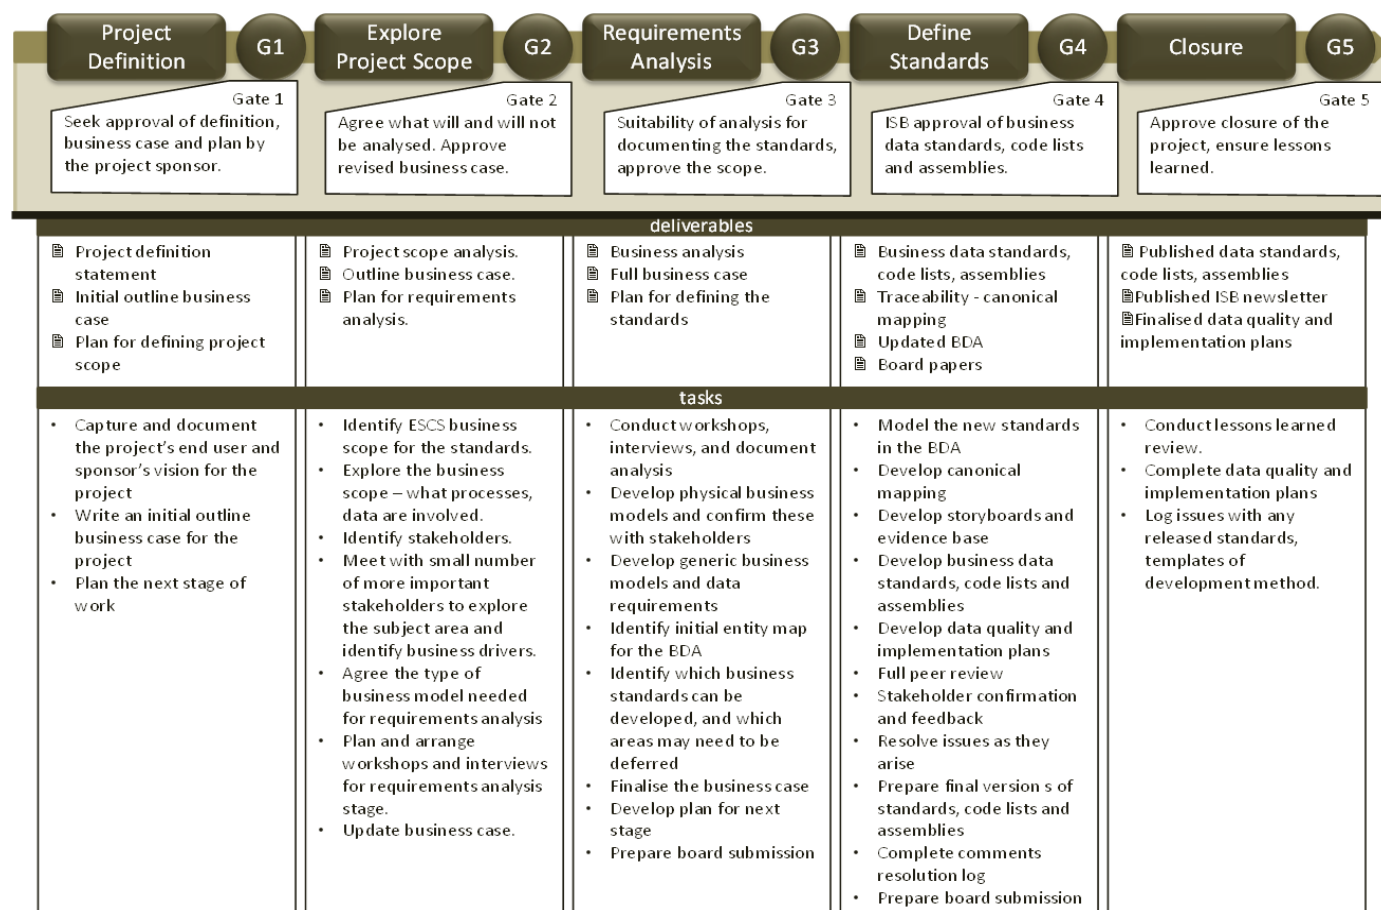 Project
Definition
G1
Explore
Project Scope
G2
Requirements
Analysis
G3
Define
Standards
G4
Closure
G5
Gate 1
Seek approval of definition,
business case and plan by
the project sponsor.
Gate 2
Agree what will and will not
be analysed. Approve
revised business case.
Gate 3
Suitability of analysis for
documenting the standards,
approve the scope.
Gate 4
ISB approval of business
data standards, code lists
and assemblies.
Gate 5
Approve closure of the
project, ensure lessons
learned.
deliverables
Project definition
statement
Initial outline business
case
Plan for defining project
scope
Project scope analysis.
Outline business case.
Plan for requirements
analysis.
Business analysis
Full business case
Plan for defining the
standards
Business data standards,
code lists, assemblies
Traceability - canonical
mapping
Updated BDA
Board papers
Published data standards,
code lists, assemblies
Published ISB newsletter
Finalised data quality and
implementation plans
tasks
• Capture and document
the project's end user and
sponsor's vision for the
project
• Write an initial outline
business case for the
project
• Plan the next stage of
work
• Identify ESCS business
scope for the standards.
• Explore the business
scope – what processes,
data are involved.
• Identify stakeholders.
• Meet with small number
of more important
stakeholders to explore
the subject area and
identify business drivers.
• Agree the type of
business model needed
for requirements analysis
• Plan and arrange
workshops and interviews
for requirements analysis
stage.
• Update business case.
• Conduct workshops,
interviews, and document
analysis
• Develop physical business
models and confirm these
with stakeholders
• Develop generic business
models and data
requirements
• Identify initial entity map
for the BDA
• Identify which business
standards can be
developed, and which
areas may need to be
deferred
• Finalise the business case
• Develop plan for next
stage
• Prepare board submission
• Model the new standards
in the BDA
• Develop canonical
mapping
• Develop storyboards and
evidence base
• Develop business data
standards, code lists and
assemblies
• Develop data quality and
implementation plans
• Full peer review
• Stakeholder confirmation
and feedback
• Resolve issues as they
arise
• Prepare final version s of
standards, code lists and
assemblies
• Complete comments
resolution log
• Prepare board submission
• Conduct lessons learned
review.
• Complete data quality and
implementation plans
• Log issues with any
released standards,
templates of
development method.